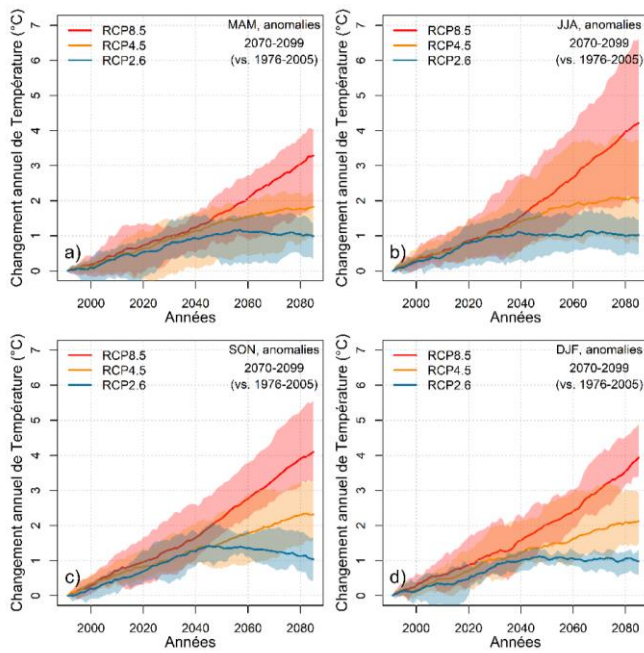 Changement annuel de Température (°C)
7
6
5
4
3
2
1
0
RCP8.5
RCP4.5
RCP2.6
MAM, anomalies
2070-2099
(vs. 1976-2005)
a)
2000 2020 2040 2060 2080
Années
Changement annuel de Température (°C)
7
6
5
4
3
2
1
0
RCP8.5
RCP4.5
RCP2.6
JJA, anomalies
2070-2099
(vs. 1976-2005)
b)
2000 2020 2040 2060 2080
Années
Changement annuel de Température (°C)
7
6
5
4
3
2
1
0
RCP8.5
RCP4.5
RCP2.6
SON, anomalies
2070-2099
(vs. 1976-2005)
c)
2000 2020 2040 2060 2080
Années
Changement annuel de Température (°C)
7
6
5
4
3
2
1
0
RCP8.5
RCP4.5
RCP2.6
DJF, anomalies
2070-2099
(vs. 1976-2005)
d)
2000 2020 2040 2060 2080
Années